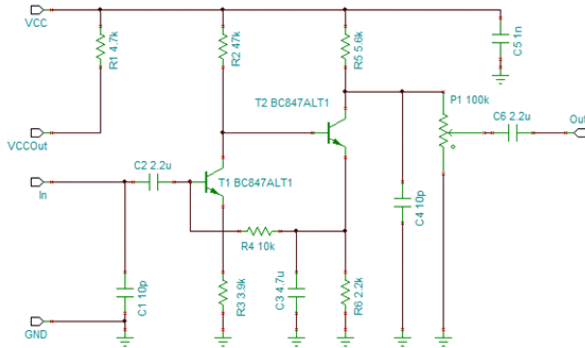 VCC
R1 4.7k
R2 47k
R5 5.6k
C5 1n
T2 BC847ALT1
P1 100k
C6 2.2u
Out
VCCOut
C2 2.2u
T1 BC847ALT1
In
R4 10k
C4 10p
C1 10p
R3 3.9k
C3 4.7u
R6 2.2k
GND